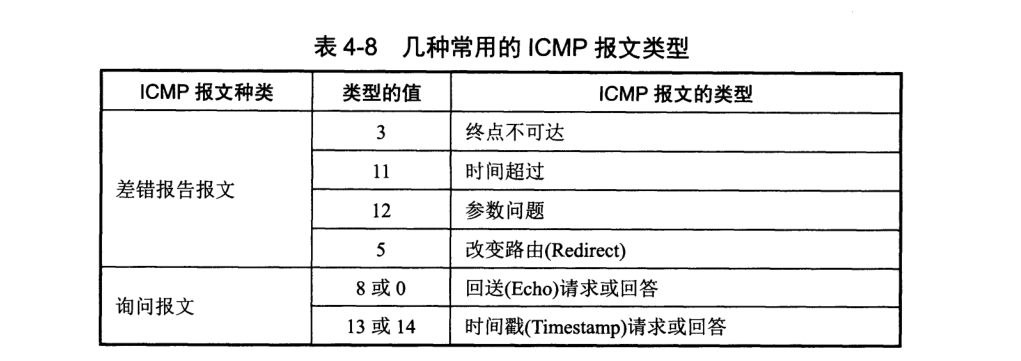 表 4-8 几种常用的 ICMP 报文类型
ICMP 报文种类 类型的值 ICMP 报文的类型
差错报告报文 3 终点不可达
11 时间超过
12 参数问题
5 改变路由(Redirect)
询问报文 8 或 0 回送(Echo)请求或回答
13 或 14 时间戳(Timestamp)请求或回答